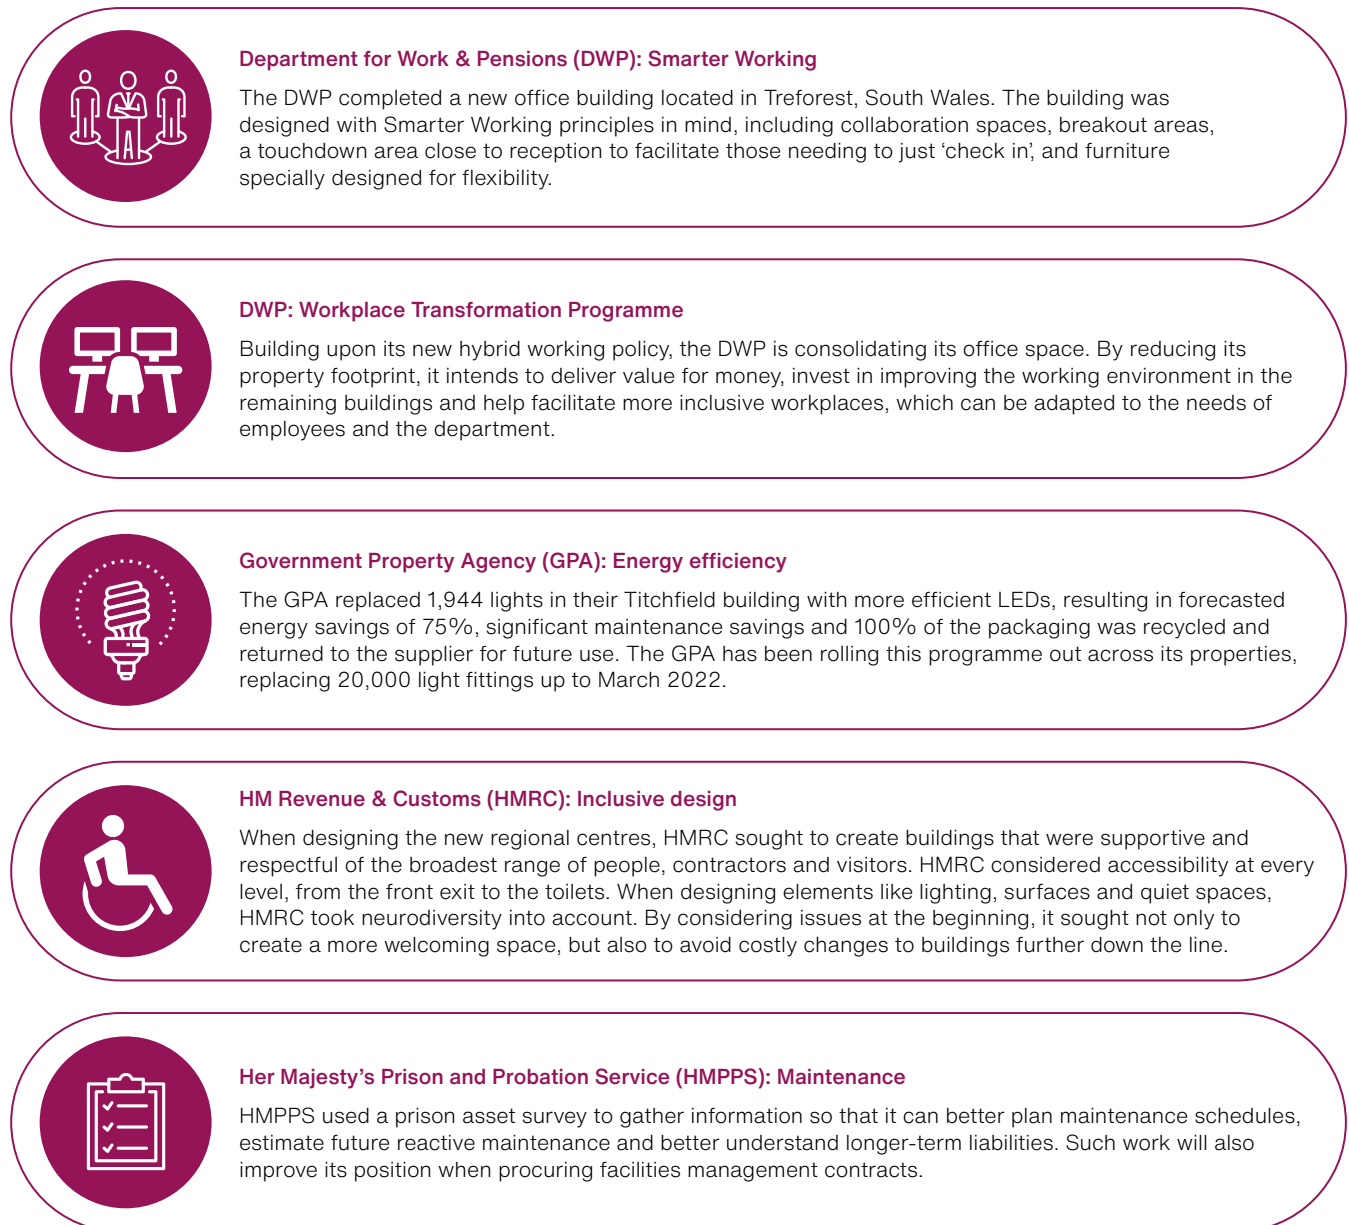 Department for Work & Pensions (DWP): Smarter Working
The DWP completed a new office building located in Treforest, South Wales. The building was
designed with Smarter Working principles in mind, including collaboration spaces, breakout areas,
a touchdown area close to reception to facilitate those needing to just ‘check in’, and furniture
specially designed for flexibility.
DWP: Workplace Transformation Programme
Building upon its new hybrid working policy, the DWP is consolidating its office space. By reducing its
property footprint, it intends to deliver value for money, invest in improving the working environment in the
remaining buildings and help facilitate more inclusive workplaces, which can be adapted to the needs of
employees and the department.
Government Property Agency (GPA): Energy efficiency
The GPA replaced 1,944 lights in their Titchfield building with more efficient LEDs, resulting in forecasted
energy savings of 75%, significant maintenance savings and 100% of the packaging was recycled and
returned to the supplier for future use. The GPA has been rolling this programme out across its properties,
replacing 20,000 light fittings up to March 2022.
HM Revenue & Customs (HMRC): Inclusive design
When designing the new regional centres, HMRC sought to create buildings that were supportive and
respectful of the broadest range of people, contractors and visitors. HMRC considered accessibility at every
level, from the front exit to the toilets. When designing elements like lighting, surfaces and quiet spaces,
HMRC took neurodiversity into account. By considering issues at the beginning, it sought not only to
create a more welcoming space, but also to avoid costly changes to buildings further down the line.
Her Majesty’s Prison and Probation Service (HMPPS): Maintenance
HMPPS used a prison asset survey to gather information so that it can better plan maintenance schedules,
estimate future reactive maintenance and better understand longer-term liabilities. Such work will also
improve its position when procuring facilities management contracts.